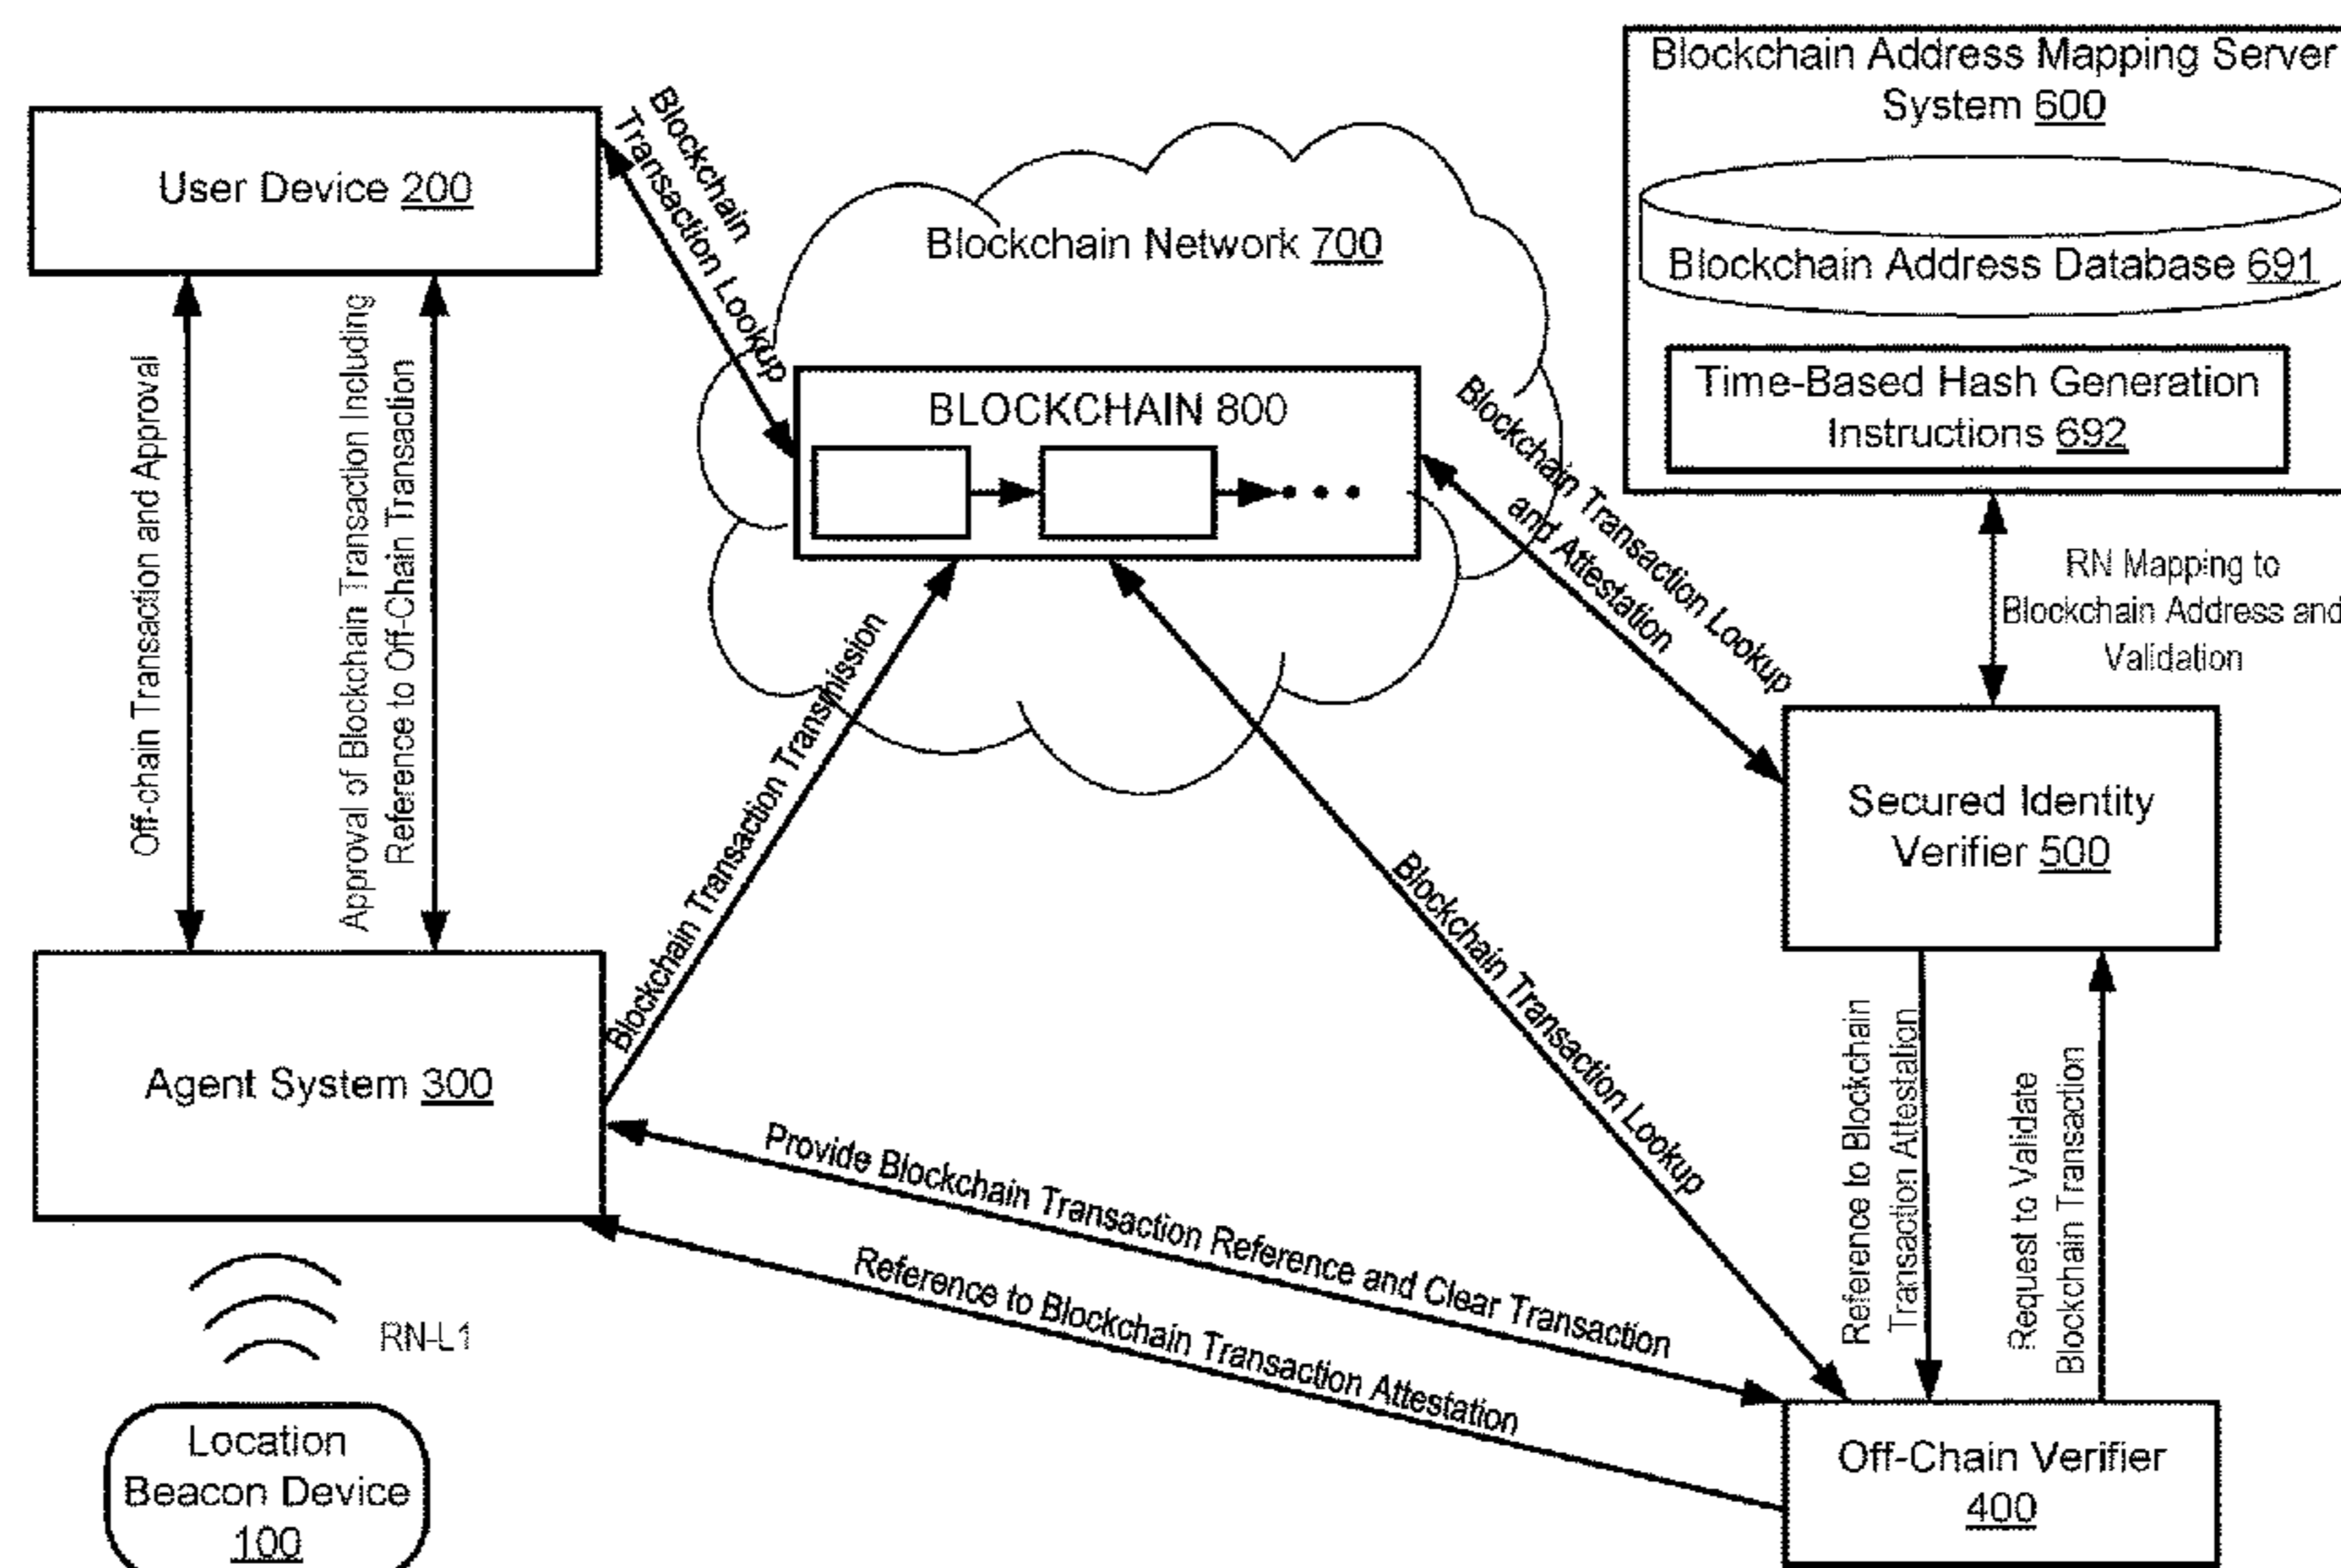 Blockchain Address Mapping Server
System 600
Blockchain Address Database 691
Time-Based Hash Generation
Instructions 692
User Device 200
Blockchain
Transaction Lookup
Blockchain Network 700
BLOCKCHAIN 800
Blockchain Transaction Lookup
and Attestation
RN Mapping to
Blockchain Address and
Validation
Off-chain Transaction and Approval
Approval of Blockchain Transaction Including
Reference to Off-Chain Transaction
Blockchain Transaction Transmission
Blockchain Transaction Lookup
Secured Identity
Verifier 500
Agent System 300
Provide Blockchain Transaction Reference and Clear Transaction
Reference to Blockchain Transaction Attestation
Reference to Blockchain
Transaction Attestation
Request to Validate
Blockchain Transaction
RN-L1
Location
Beacon Device
100
Off-Chain Verifier
400